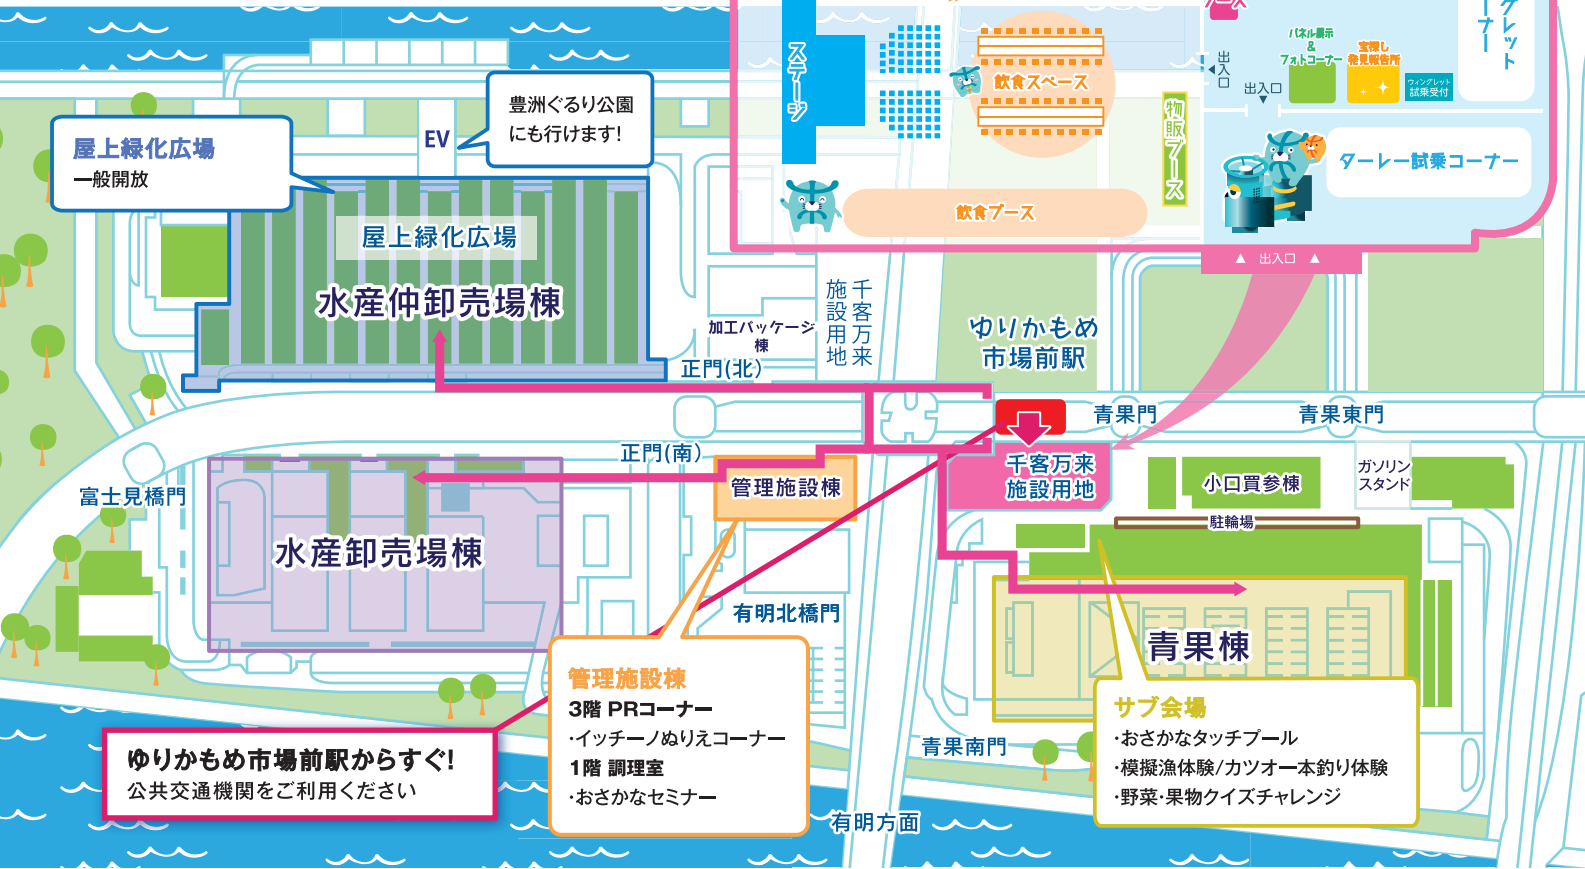 ブース
グレット
ーナー
ステージ
飲食スペース
物販ブース
飲食ブース
出入口
出入口
パネル展示
&
フォトコーナー
宝探し
発見報告所
ウィングレット
試乗受付
ターレー試乗コーナー
▲ 出入口 ▲
豊洲ぐるり公園
にも行けます!
EV
屋上緑化広場
一般開放
屋上緑化広場
水産仲卸売場棟
加工パッケージ
棟
千客万来
施設用地
ゆりかもめ
市場前駅
正門(北)
青果門
青果東門
正門(南)
管理施設棟
千客万来
施設用地
小口買参棟
ガソリン
スタンド
駐輪場
富士見橋門
水産卸売場棟
有明北橋門
青果棟
管理施設棟
3階 PRコーナー
・イッチーノぬりえコーナー
1階 調理室
・おさかなセミナー
サブ会場
・おさかなタッチプール
・模擬漁体験/カツオ一本釣り体験
・野菜・果物クイズチャレンジ
ゆりかもめ市場前駅からすぐ!
公共交通機関をご利用ください
青果南門
有明方面